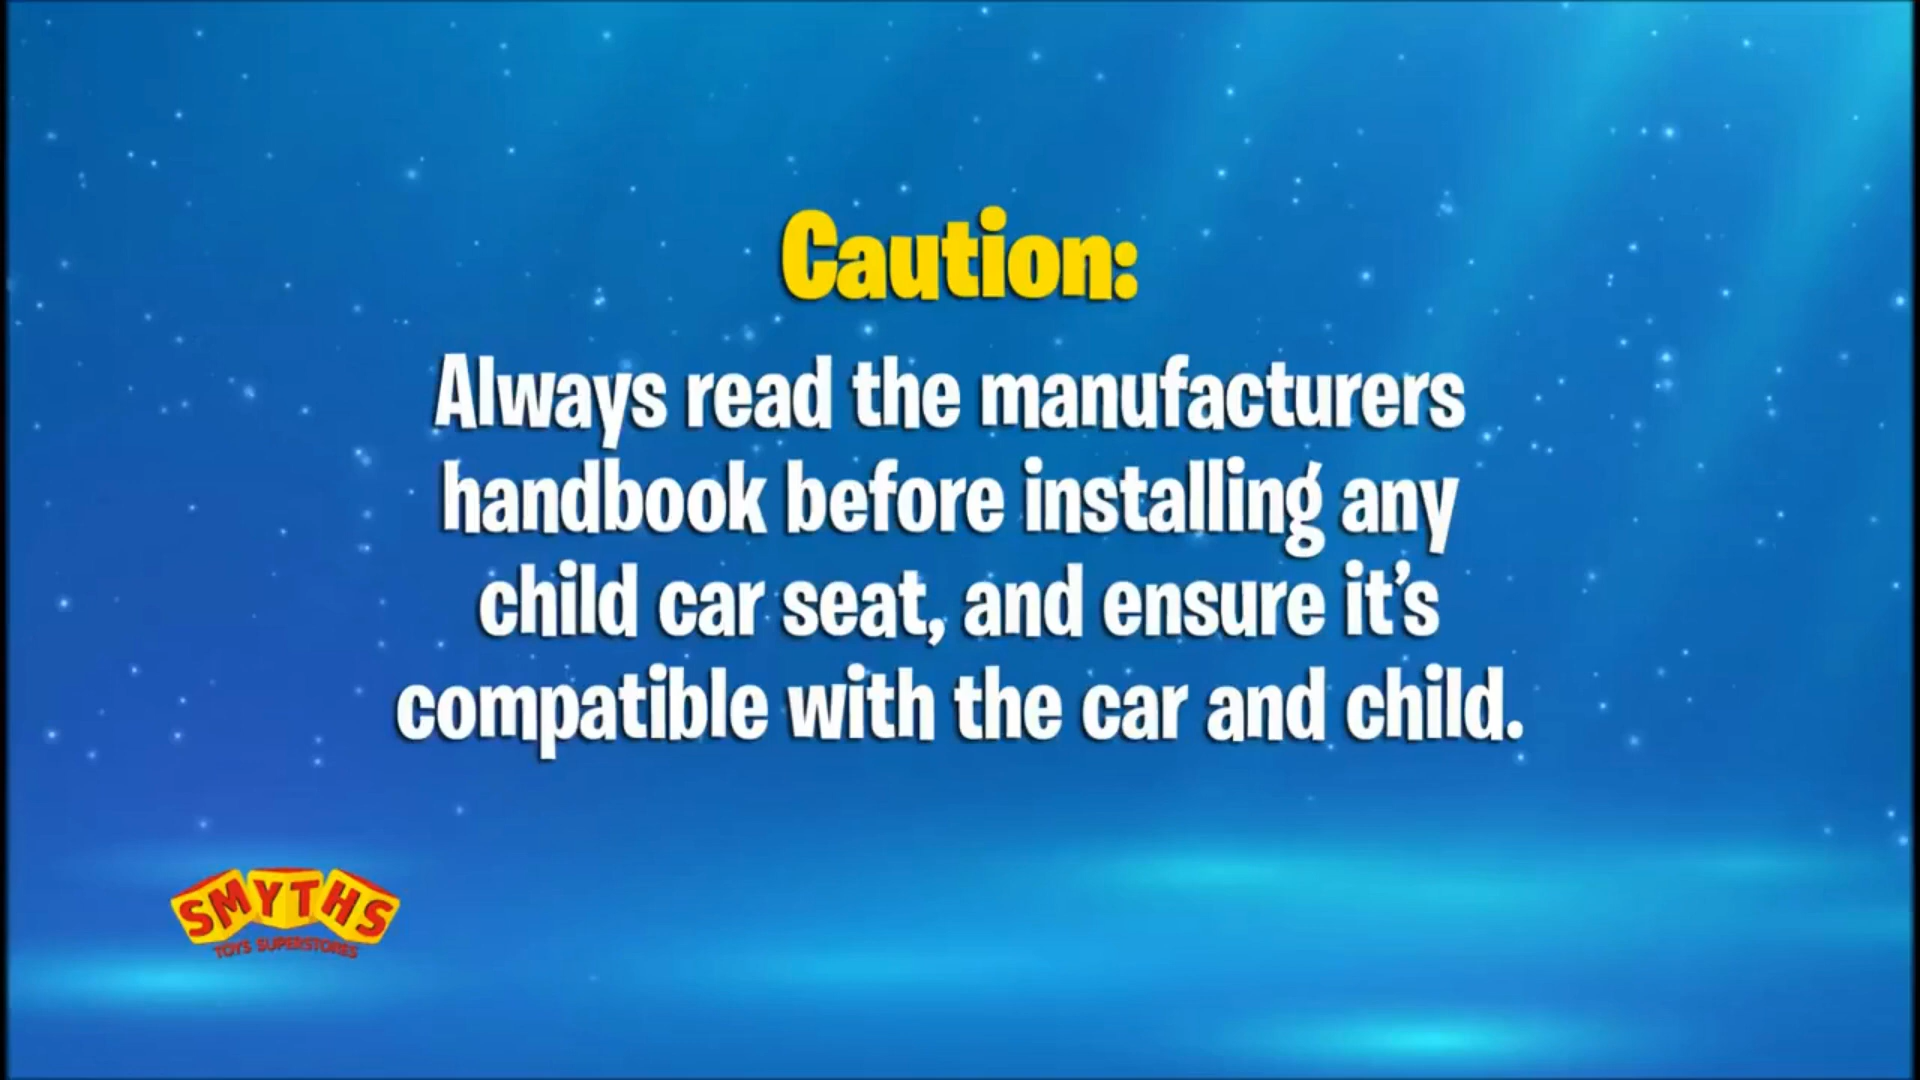 Caution:
Always read the manufacturers
handbook before installing any
child car seat, and ensure it’s
compatible with the car and child.
SMYTHS
TOYS SUPERSTORES